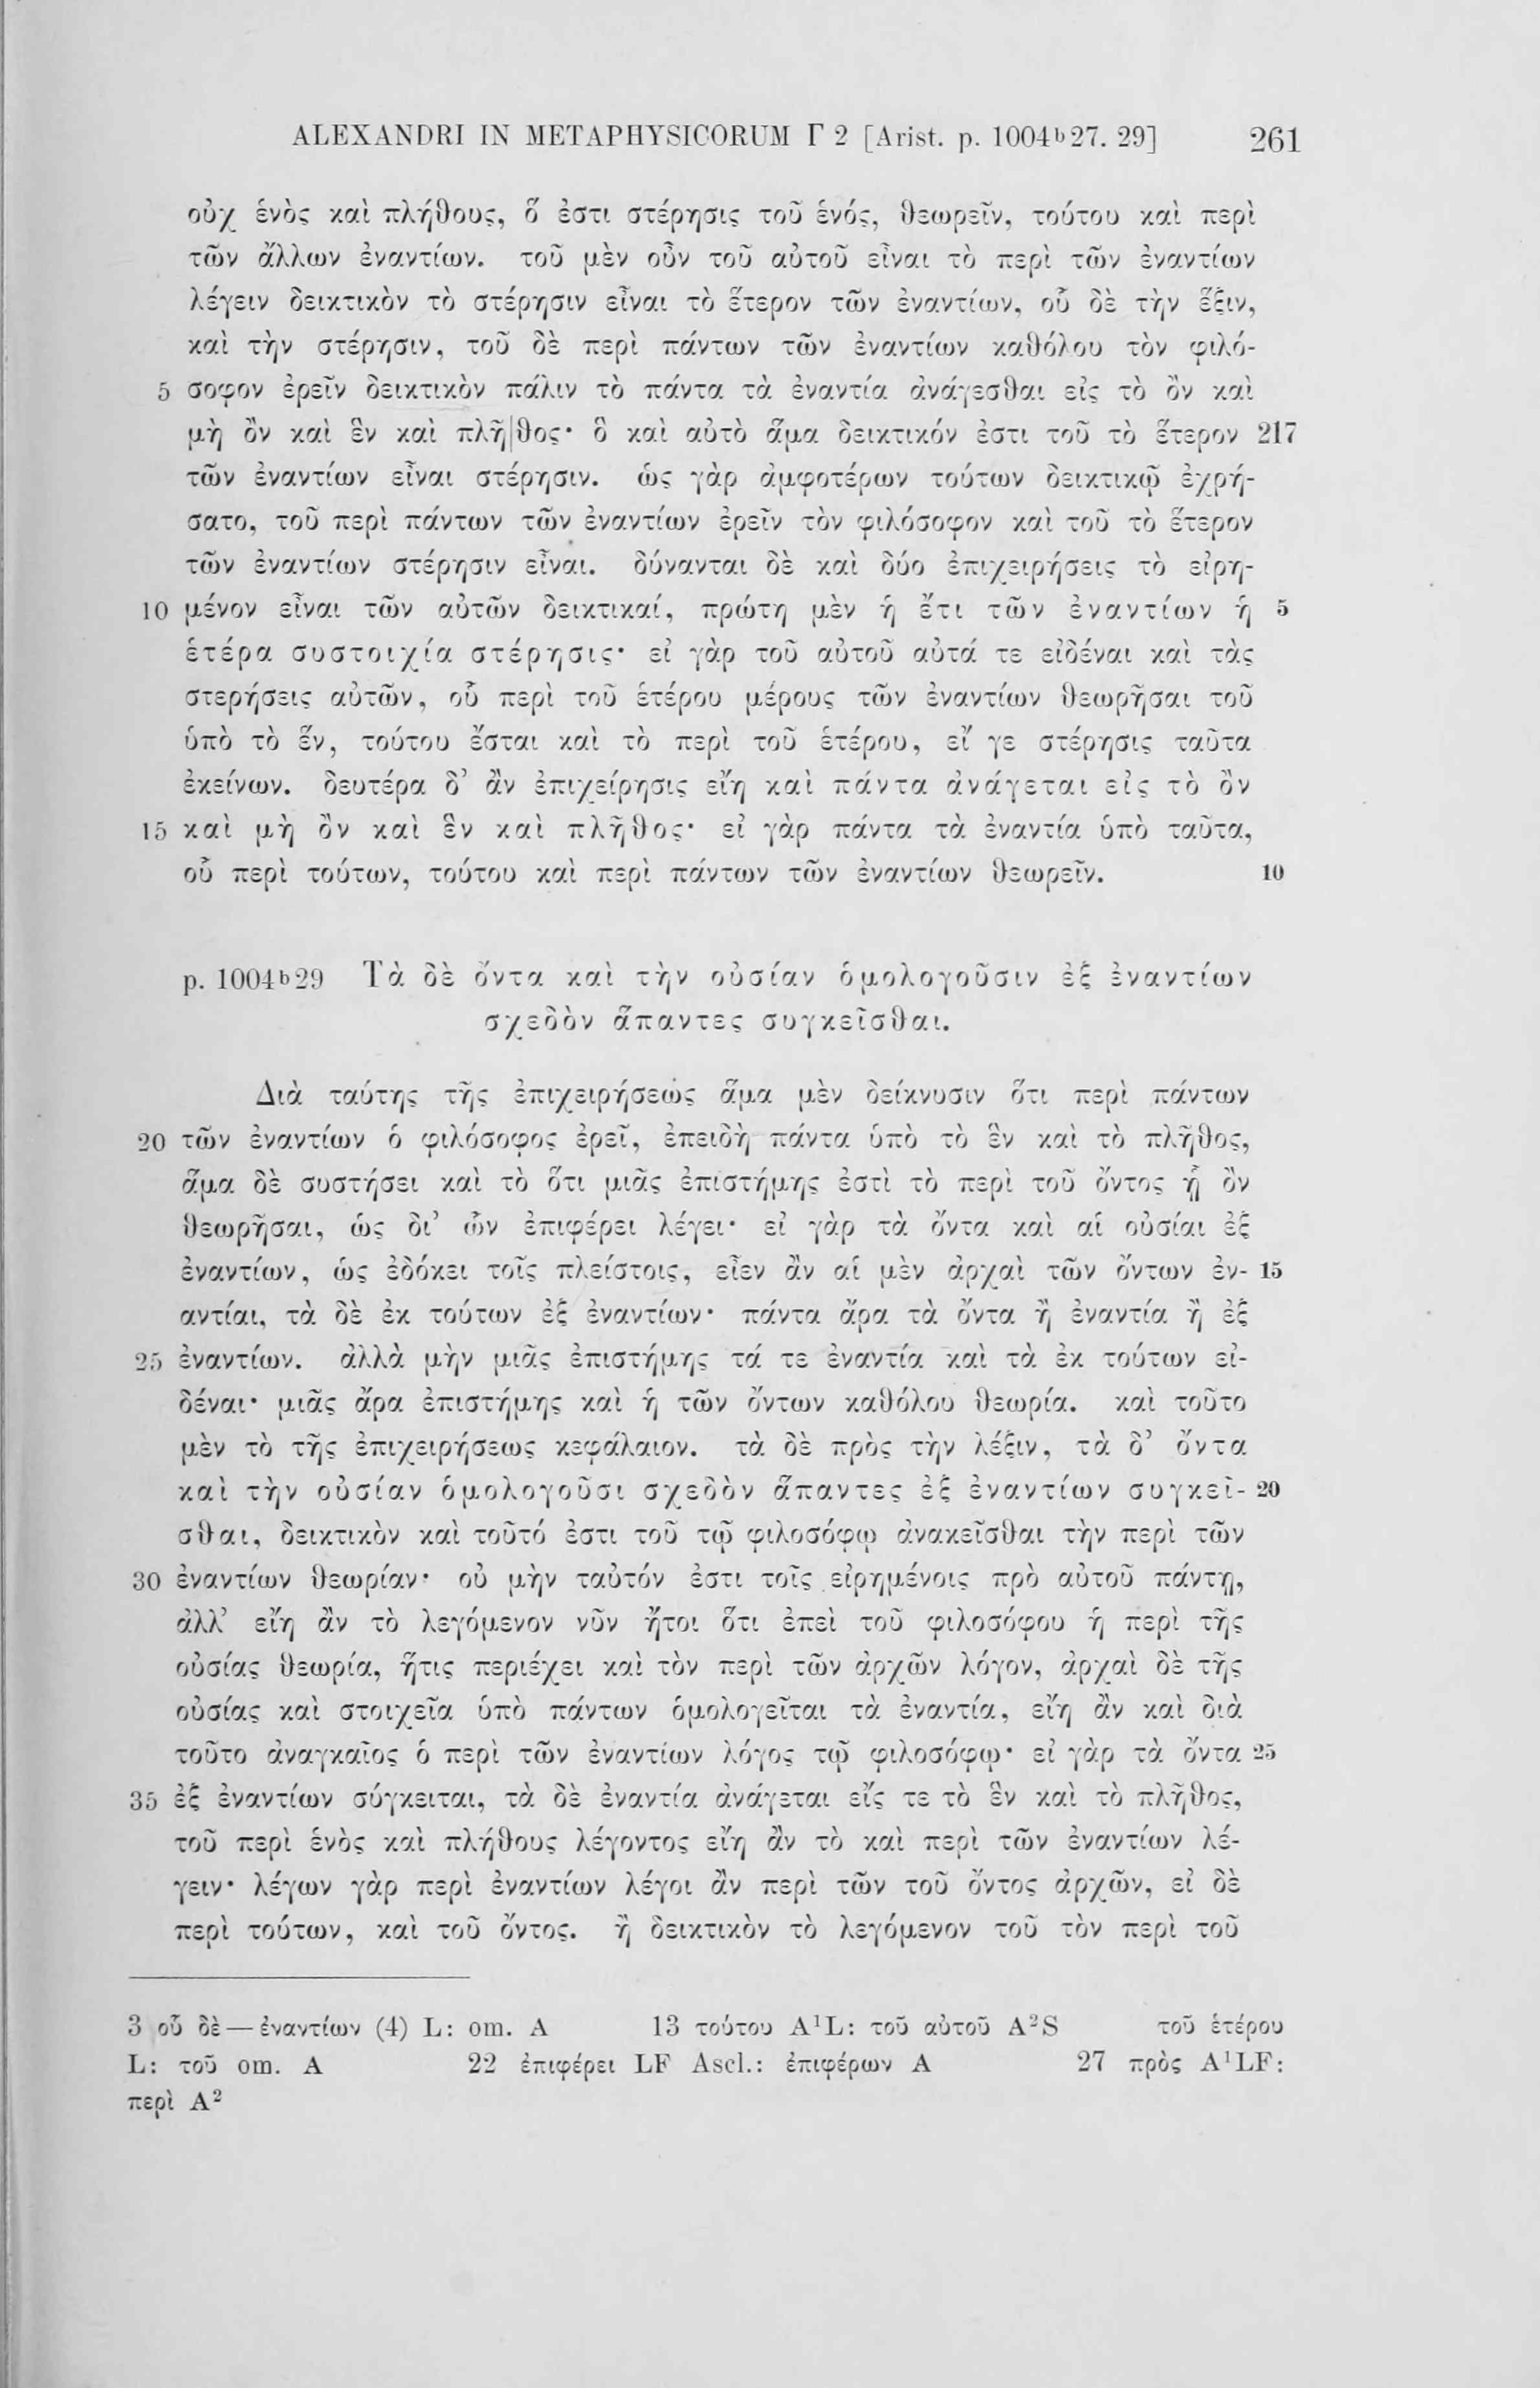 ALEXANDRI IN METAPHYSICORUM Γ 2 [Arist. p. 1004ᵇ27. 29] 261
οὗ ἑνὸς καὶ πλήθους, ὅ ἐστι στέρησις τοῦ ἑνός, θεωρεῖν, τούτου καὶ περὶ
τῶν ἄλλων ἐναντίων. τοῦ μὲν οὖν τοῦ αὐτοῦ εἶναι τὸ περὶ τῶν ἐναντίων
λέγειν δεικτικὸν τὸ στέρησιν εἶναι τὸ ἕτερον τῶν ἐναντίων, οὗ δὲ τὴν ἕξιν,
καὶ τὴν στέρησιν, τοῦ δὲ περὶ πάντων τῶν ἐναντίων καθόλου τὸν φιλό-
5 σοφον ἐρεῖν δεικτικὸν πάλιν τὸ πάντα τὰ ἐναντία ἀνάγεσθαι εἰς τὸ ὂν καὶ
μὴ ὂν καὶ ἓν καὶ πλῆ|θος· ὃ καὶ αὐτὸ ἅμα δεικτικόν ἐστι τοῦ τὸ ἕτερον 217
τῶν ἐναντίων εἶναι στέρησιν. ὡς γὰρ ἀμφοτέρων τούτων δεικτικῷ ἐχρή-
σατο, τοῦ περὶ πάντων τῶν ἐναντίων ἐρεῖν τὸν φιλόσοφον καὶ τοῦ τὸ ἕτερον
τῶν ἐναντίων στέρησιν εἶναι. δύνανται δὲ καὶ δύο ἐπιχειρήσεις τὸ εἰρη-
10 μένον εἶναι τῶν αὐτῶν δεικτικαί, πρώτη μὲν ἡ ἔτι τῶν ἐναντίων ἡ 5
ἑτέρα συστοιχία στέρησις· εἰ γὰρ τοῦ αὐτοῦ αὐτά τε εἰδέναι καὶ τὰς
στερήσεις αὐτῶν, οὗ περὶ τοῦ ἑτέρου μέρους τῶν ἐναντίων θεωρῆσαι τοῦ
ὑπὸ τὸ ἕν, τούτου ἔσται καὶ τὸ περὶ τοῦ ἑτέρου, εἴ γε στέρησις ταῦτα
ἐκείνων. δευτέρα δ’ ἂν ἐπιχείρησις εἴη καὶ πάντα ἀνάγεται εἰς τὸ ὂν
15 καὶ μὴ ὂν καὶ ἓν καὶ πλῆθος· εἰ γὰρ πάντα τὰ ἐναντία ὑπὸ ταῦτα,
οὗ περὶ τούτων, τούτου καὶ περὶ πάντων τῶν ἐναντίων θεωρεῖν. 10
p. 1004ᵇ29 Τὰ δὲ ὄντα καὶ τὴν οὐσίαν ὁμολογοῦσιν ἐξ ἐναντίων
σχεδὸν ἅπαντες συγκεῖσθαι.
Διὰ ταύτης τῆς ἐπιχειρήσεως ἅμα μὲν δείκνυσιν ὅτι περὶ πάντων
20 τῶν ἐναντίων ὁ φιλόσοφος ἐρεῖ, ἐπειδὴ πάντα ὑπὸ τὸ ἓν καὶ τὸ πλῆθος,
ἅμα δὲ συστήσει καὶ τὸ ὅτι μιᾶς ἐπιστήμης ἐστὶ τὸ περὶ τοῦ ὄντος ᾗ ὂν
θεωρῆσαι, ὡς δι’ ὧν ἐπιφέρει λέγει· εἰ γὰρ τὰ ὄντα καὶ αἱ οὐσίαι ἐξ
ἐναντίων, ὡς ἐδόκει τοῖς πλείστοις, εἶεν ἂν αἱ μὲν ἀρχαὶ τῶν ὄντων ἐν- 15
αντίαι, τὰ δὲ ἐκ τούτων ἐξ ἐναντίων· πάντα ἄρα τὰ ὄντα ἢ ἐναντία ἢ ἐξ
25 ἐναντίων. ἀλλὰ μὴν μιᾶς ἐπιστήμης τά τε ἐναντία καὶ τὰ ἐκ τούτων εἰ-
δέναι· μιᾶς ἄρα ἐπιστήμης καὶ ἡ τῶν ὄντων καθόλου θεωρία. καὶ τοῦτο
μὲν τὸ τῆς ἐπιχειρήσεως κεφάλαιον. τὰ δὲ πρὸς τὴν λέξιν, τὰ δ’ ὄντα
καὶ τὴν οὐσίαν ὁμολογοῦσι σχεδὸν ἅπαντες ἐξ ἐναντίων συγκεῖ- 20
σθαι, δεικτικὸν καὶ τοῦτό ἐστι τοῦ τῷ φιλοσόφῳ ἀνακεῖσθαι τὴν περὶ τῶν
30 ἐναντίων θεωρίαν· οὐ μὴν ταὐτόν ἐστι τοῖς εἰρημένοις πρὸ αὐτοῦ πάντῃ,
ἀλλ’ εἴη ἂν τὸ λεγόμενον νῦν ἤτοι ὅτι ἐπεὶ τοῦ φιλοσόφου ἡ περὶ τῆς
οὐσίας θεωρία, ἥτις περιέχει καὶ τὸν περὶ τῶν ἀρχῶν λόγον, ἀρχαὶ δὲ τῆς
οὐσίας καὶ στοιχεῖα ὑπὸ πάντων ὁμολογεῖται τὰ ἐναντία, εἴη ἂν καὶ διὰ
τοῦτο ἀναγκαῖος ὁ περὶ τῶν ἐναντίων λόγος τῷ φιλοσόφῳ· εἰ γὰρ τὰ ὄντα 25
35 ἐξ ἐναντίων σύγκειται, τὰ δὲ ἐναντία ἀνάγεται εἴς τε τὸ ἓν καὶ τὸ πλῆθος,
τοῦ περὶ ἑνὸς καὶ πλήθους λέγοντος εἴη ἂν τὸ καὶ περὶ τῶν ἐναντίων λέ-
γειν· λέγων γὰρ περὶ ἐναντίων λέγοι ἂν περὶ τῶν τοῦ ὄντος ἀρχῶν, εἰ δὲ
περὶ τούτων, καὶ τοῦ ὄντος. ἢ δεικτικὸν τὸ λεγόμενον τοῦ τὸν περὶ τοῦ
3 οὗ δὲ — ἐναντίων (4) L: om. A 13 τούτου A¹L: τοῦ αὐτοῦ A²S τοῦ ἑτέρου
L: τοῦ om. A 22 ἐπιφέρει LF Ascl.: ἐπιφέρων A 27 πρὸς A¹LF:
περὶ A²